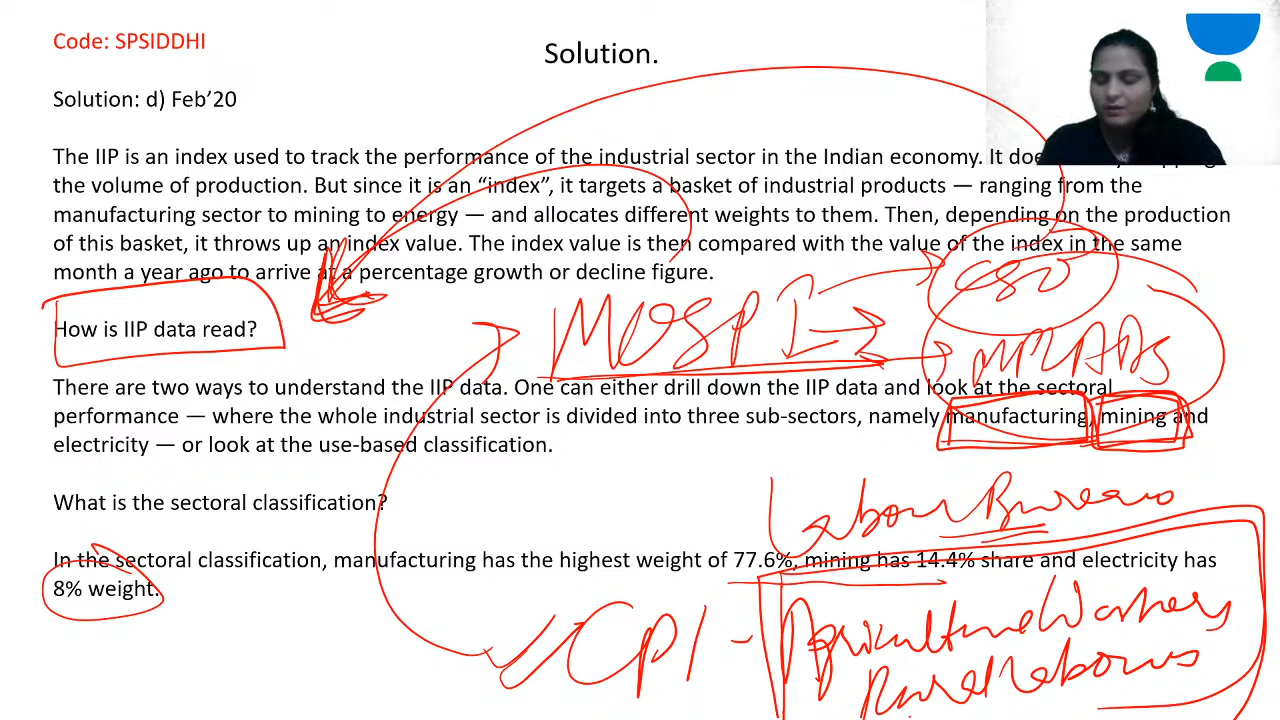 Code: SPSIDDHI
Solution.
Solution: d) Feb’20
The IIP is an index used to track the performance of the industrial sector in the Indian economy. It
the volume of production. But since it is an “index”, it targets a basket of industrial products — ranging from the
manufacturing sector to mining to energy — and allocates different weights to them. Then, depending on the production
of this basket, it throws up an index value. The index value is then compared with the value of the index in the same
month a year ago to arrive at a percentage growth or decline figure.
CSO
MOSPI
How is IIP data read?
MPLADS
There are two ways to understand the IIP data. One can either drill down the IIP data and look at the sectoral
performance — where the whole industrial sector is divided into three sub-sectors, namely manufacturing, mining and
electricity — or look at the use-based classification.
What is the sectoral classification?
Labour Bureau
In the sectoral classification, manufacturing has the highest weight of 77.6%, mining has 14.4% share and electricity has
8% weight.
CPI - Agriculture Workers
Rural Labours